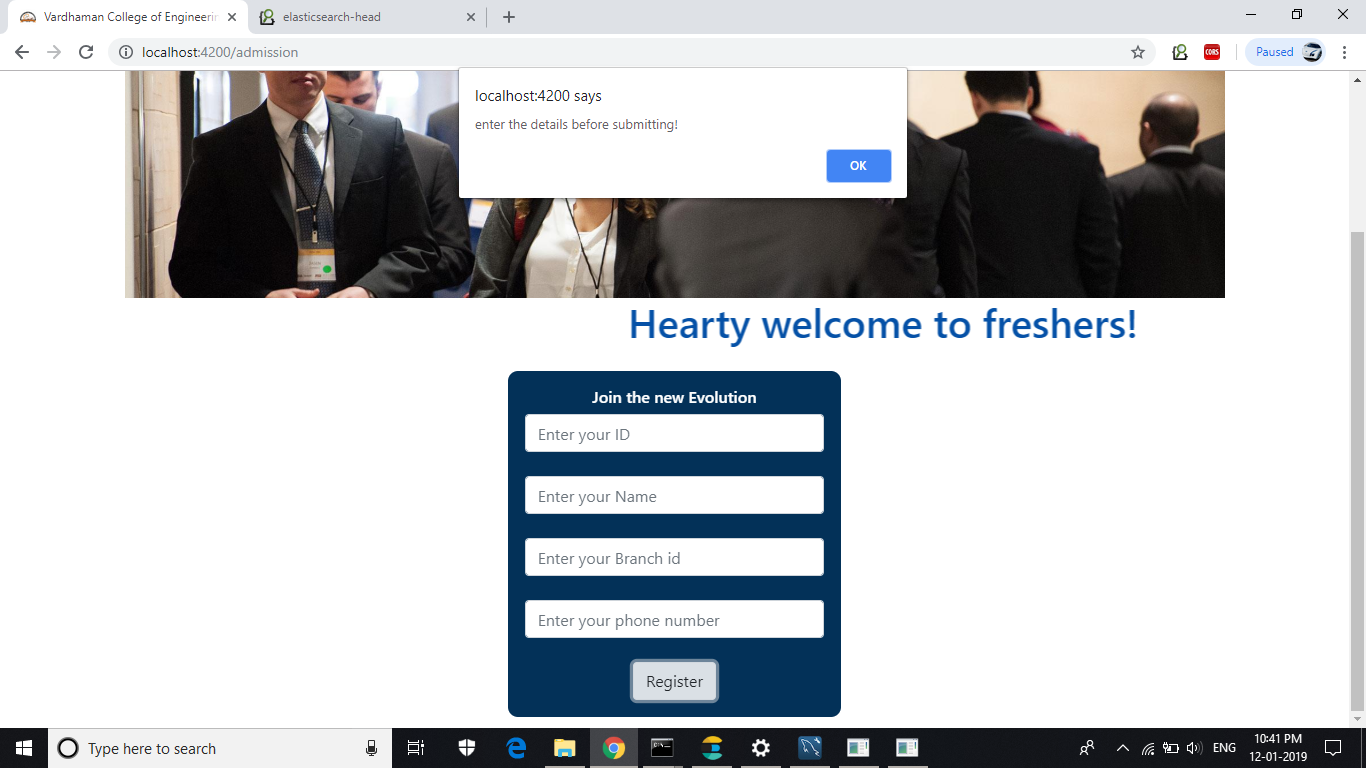 Vardhaman College of Engineerin
elasticsearch-head
localhost:4200/admission
CORS
Paused
localhost:4200 says
enter the details before submitting!
OK
Hearty welcome to freshers!
Join the new Evolution
Enter your ID
Enter your Name
Enter your Branch id
Enter your phone number
Register
Type here to search
ENG
10:41 PM
12-01-2019